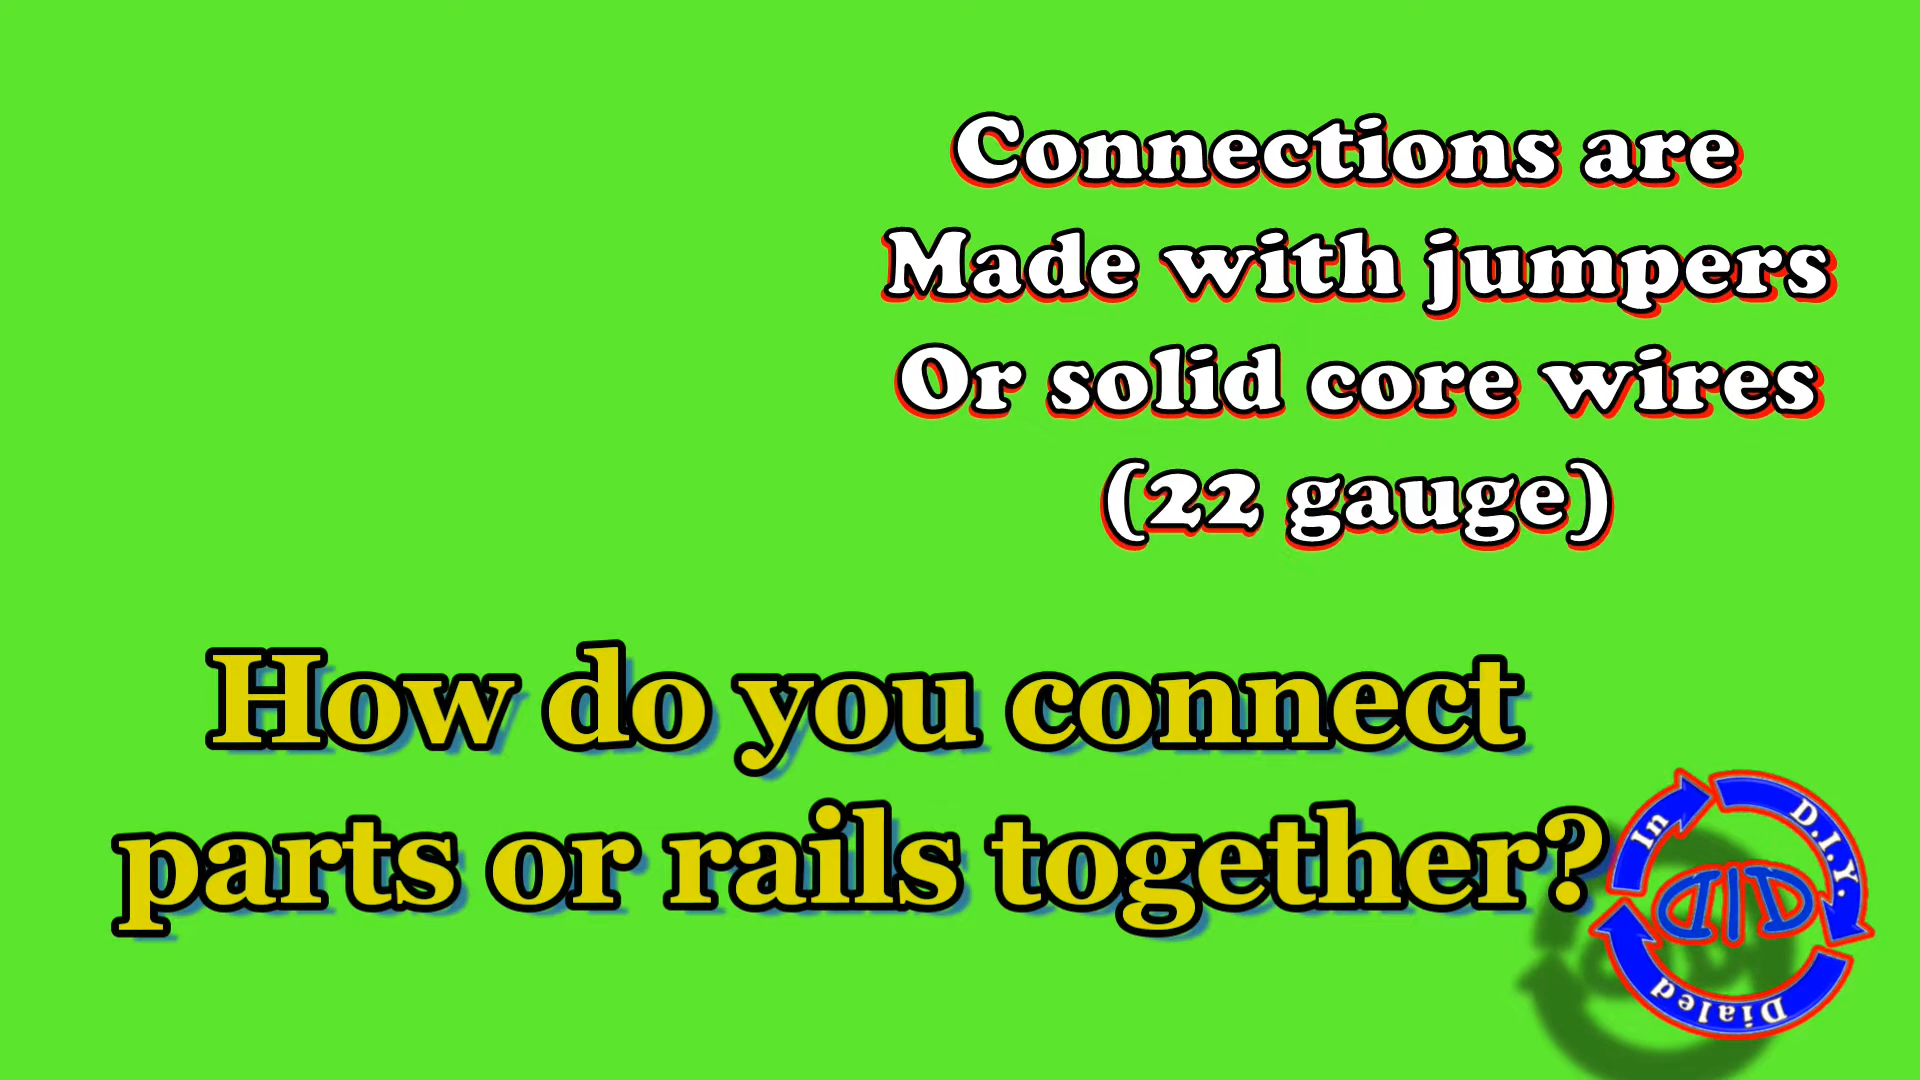 Connections are
Made with jumpers
Or solid core wires
(22 gauge)
How do you connect
parts or rails together?
Dialed
In
D.I.Y.
DID